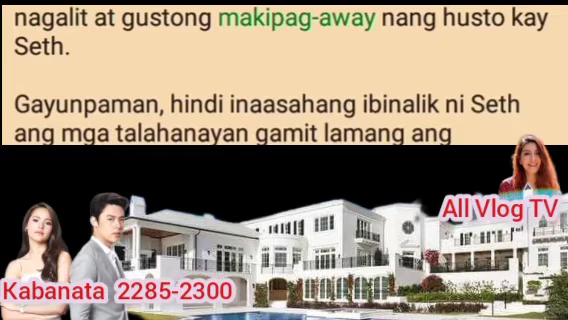 nagalit at gustong makipag-away nang husto kay
Seth.
Gayunpaman, hindi inaasahang ibinalik ni Seth
ang mga talahanayan gamit lamang ang
All Vlog TV
Kabanata 2285-2300